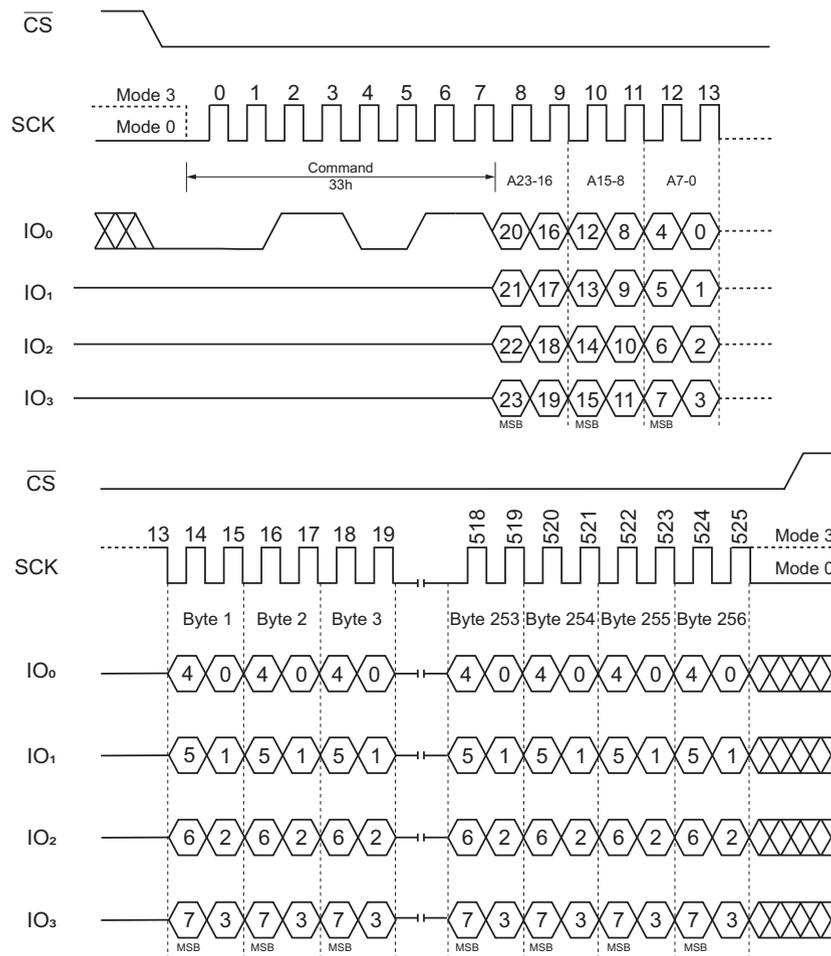 CS
Mode 3
SCK
Mode 0
0 1 2 3 4 5 6 7 8 9 10 11 12 13
Command
33h
A23-16 A15-8 A7-0
IO₀ 20 16 12 8 4 0
IO₁ 21 17 13 9 5 1
IO₂ 22 18 14 10 6 2
IO₃ 23 19 15 11 7 3
MSB MSB MSB
CS
13 14 15 16 17 18 19 518 519 520 521 522 523 524 525
Mode 3
SCK
Mode 0
Byte 1 Byte 2 Byte 3 Byte 253 Byte 254 Byte 255 Byte 256
IO₀ 4 0 4 0 4 0 4 0 4 0 4 0 4 0
IO₁ 5 1 5 1 5 1 5 1 5 1 5 1 5 1
IO₂ 6 2 6 2 6 2 6 2 6 2 6 2 6 2
IO₃ 7 3 7 3 7 3 7 3 7 3 7 3 7 3
MSB MSB MSB MSB MSB MSB MSB